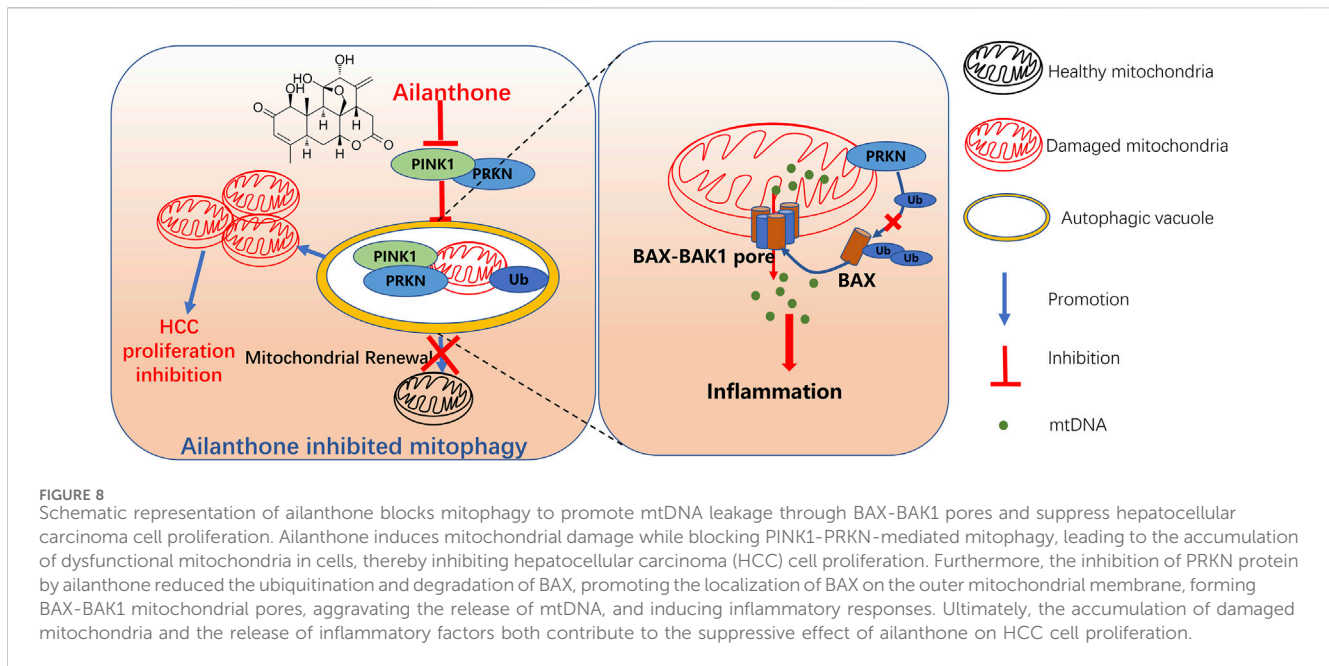 OH
OH
HO
OH
O
O
H
H
H
H
O
O
Ailanthone
PINK1
PRKN
PINK1
PRKN
Ub
HCC
proliferation
inhibition
Mitochondrial Renewal
Ailanthone inhibited mitophagy
PRKN
Ub
Ub
Ub
BAX-BAK1 pore
BAX
Inflammation
Healthy mitochondria
Damaged mitochondria
Autophagic vacuole
Promotion
Inhibition
mtDNA
FIGURE 8
Schematic representation of ailanthone blocks mitophagy to promote mtDNA leakage through BAX-BAK1 pores and suppress hepatocellular
carcinoma cell proliferation. Ailanthone induces mitochondrial damage while blocking PINK1-PRKN-mediated mitophagy, leading to the accumulation
of dysfunctional mitochondria in cells, thereby inhibiting hepatocellular carcinoma (HCC) cell proliferation. Furthermore, the inhibition of PRKN protein
by ailanthone reduced the ubiquitination and degradation of BAX, promoting the localization of BAX on the outer mitochondrial membrane, forming
BAX-BAK1 mitochondrial pores, aggravating the release of mtDNA, and inducing inflammatory responses. Ultimately, the accumulation of damaged
mitochondria and the release of inflammatory factors both contribute to the suppressive effect of ailanthone on HCC cell proliferation.